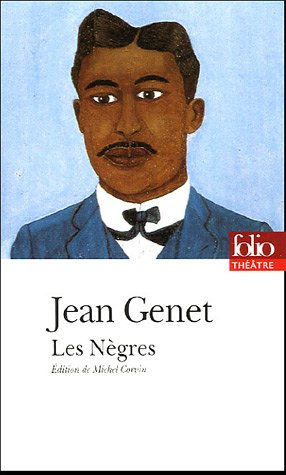 folio
THÉÂTRE
Jean Genet
Les Nègres
Édition de Michel Corvin